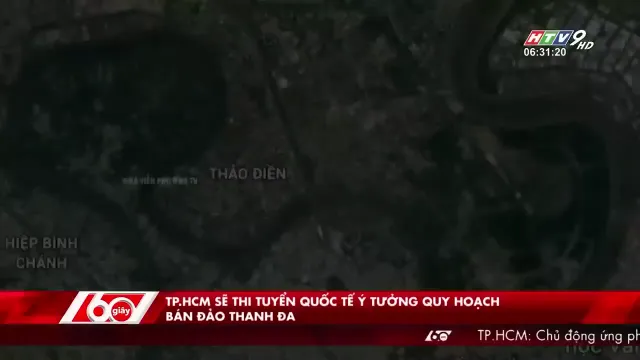 HTV9 HD
06:31:20
THẢO ĐIỀN
HIỆP BÌNH
CHÁNH
60 giây
TP.HCM SẼ THI TUYỂN QUỐC TẾ Ý TƯỞNG QUY HOẠCH
BÁN ĐẢO THANH ĐA
60 TP.HCM: Chủ động ứng ph